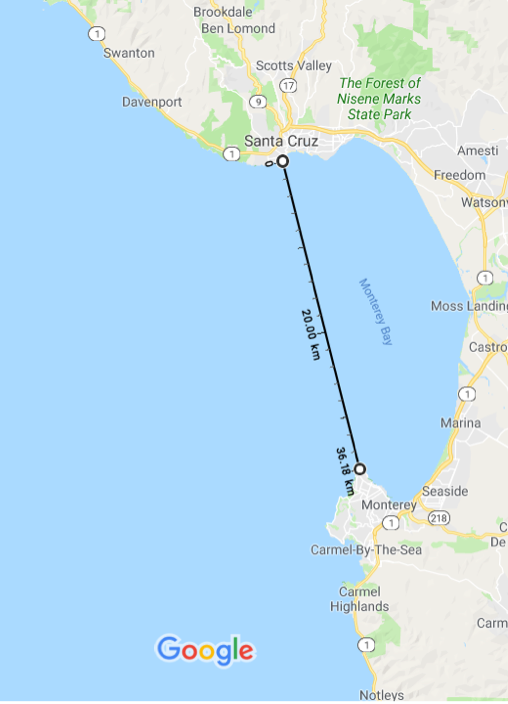 Brookdale
Ben Lomond
1
Swanton
Scotts Valley
17
The Forest of
Nisene Marks
State Park
Davenport
9
Santa Cruz
1
0
Amesti
Freedom
Watsonv
1
Monterey Bay
Moss Landing
20.00 km
Castro
1
Marina
36.18 km
Seaside
Monterey
218
1
C
De
Carmel-By-The-Sea
Carmel
Highlands
Carm
1
Google
Notleys